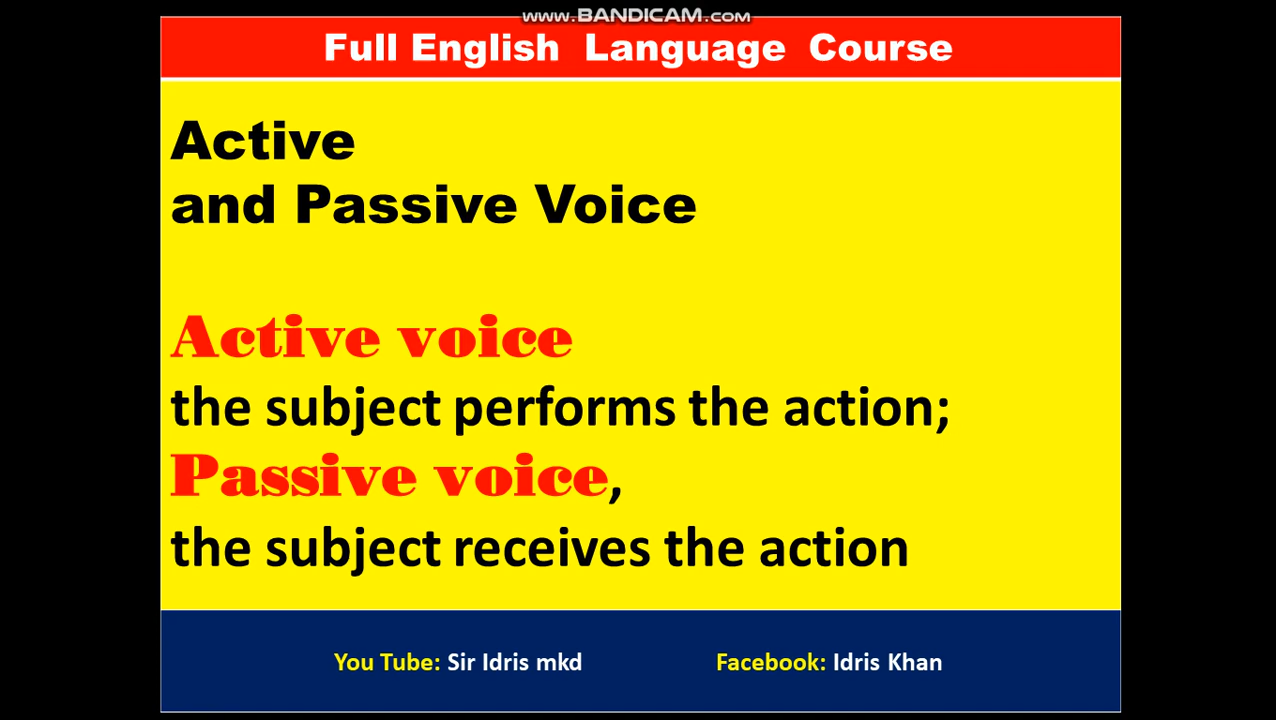 www.BANDICAM.com
Full English Language Course
Active
and Passive Voice
Active voice
the subject performs the action;
Passive voice,
the subject receives the action
You Tube: Sir Idris mkd Facebook: Idris Khan